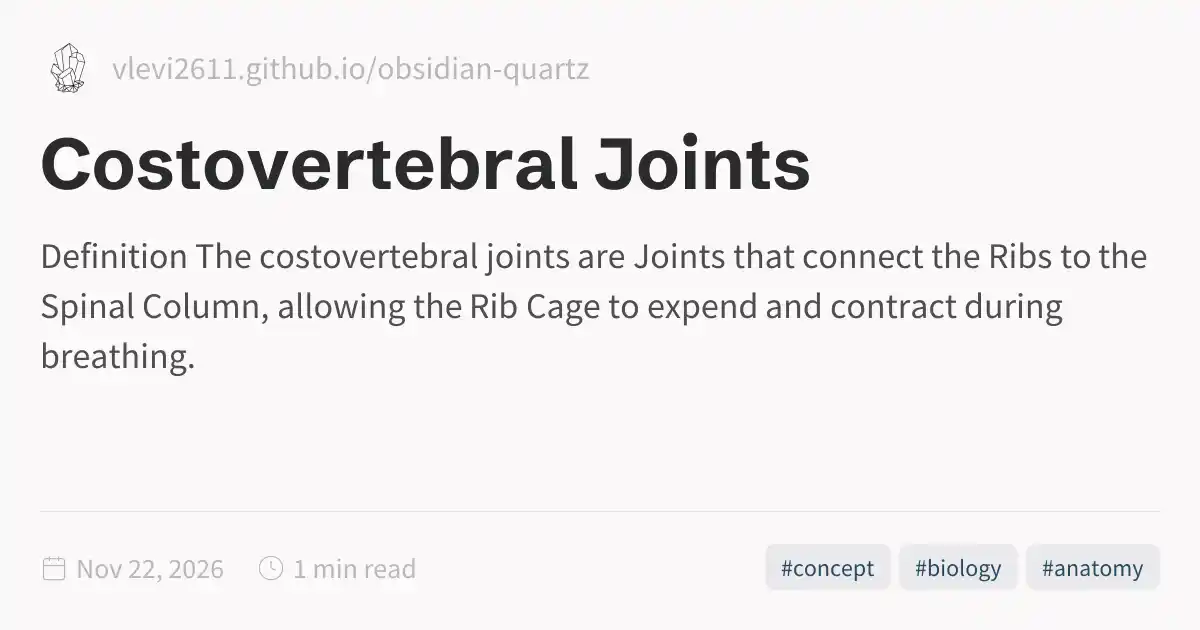 vlevi2611.github.io/obsidian-quartz
Costovertebral Joints
Definition The costovertebral joints are Joints that connect the Ribs to the
Spinal Column, allowing the Rib Cage to expend and contract during
breathing.
Nov 22, 2026 1 min read #concept #biology #anatomy